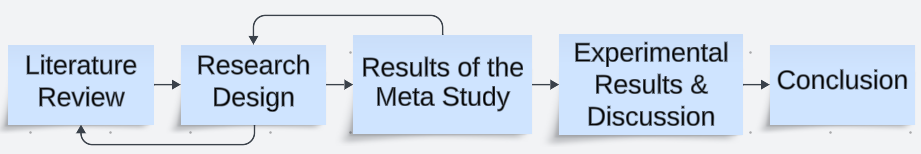 Literature
Review
Research
Design
Results of the
Meta Study
Experimental
Results &
Discussion
Conclusion